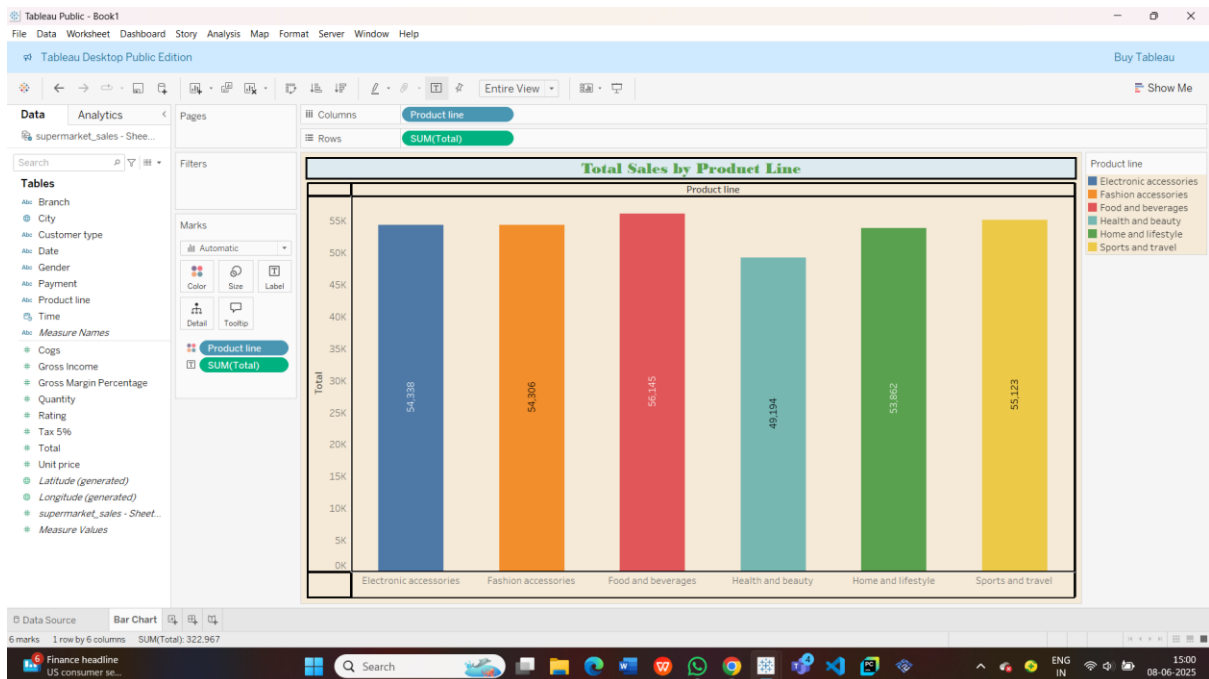 Tableau Public - Book1
File Data Worksheet Dashboard Story Analysis Map Format Server Window Help
Tableau Desktop Public Edition
Buy Tableau
Entire View
Show Me
Data Analytics
supermarket_sales - Shee...
Search
Tables
Abc Branch
City
Abc Customer type
Abc Date
Abc Gender
Abc Payment
Abc Product line
Time
Abc Measure Names
# Cogs
# Gross Income
# Gross Margin Percentage
# Quantity
# Rating
# Tax 5%
# Total
# Unit price
Latitude (generated)
Longitude (generated)
# supermarket_sales - Sheet...
# Measure Values
Pages
Filters
Marks
Automatic
Color Size Label
Detail Tooltip
Product line
SUM(Total)
Columns Product line
Rows SUM(Total)
Total Sales by Product Line
Product line
Total
55K
50K
45K
40K
35K
30K
25K
20K
15K
10K
5K
0K
54,338
54,306
56,145
49,194
53,862
55,123
Electronic accessories
Fashion accessories
Food and beverages
Health and beauty
Home and lifestyle
Sports and travel
Product line
Electronic accessories
Fashion accessories
Food and beverages
Health and beauty
Home and lifestyle
Sports and travel
Data Source Bar Chart
6 marks 1 row by 6 columns SUM(Total): 322,967
6
Finance headline
US consumer se...
Search
4
ENG
IN
15:00
08-06-2025